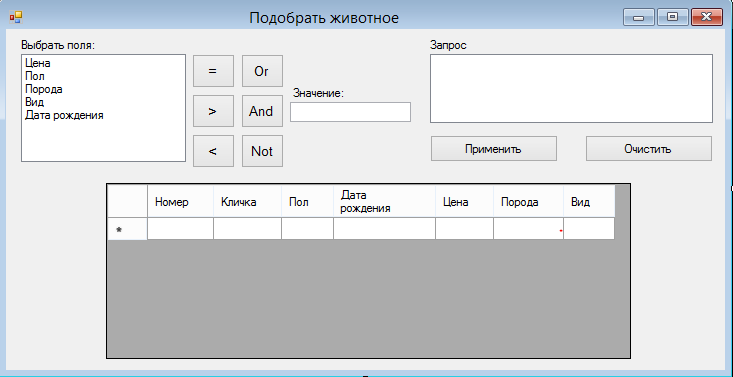 Подобрать животное
Выбрать поля:
Цена
Пол
Порода
Вид
Дата рождения
=
Or
>
And
<
Not
Значение:
Запрос
Применить
Очистить
Номер
Кличка
Пол
Дата
рождения
Цена
Порода
Вид
*